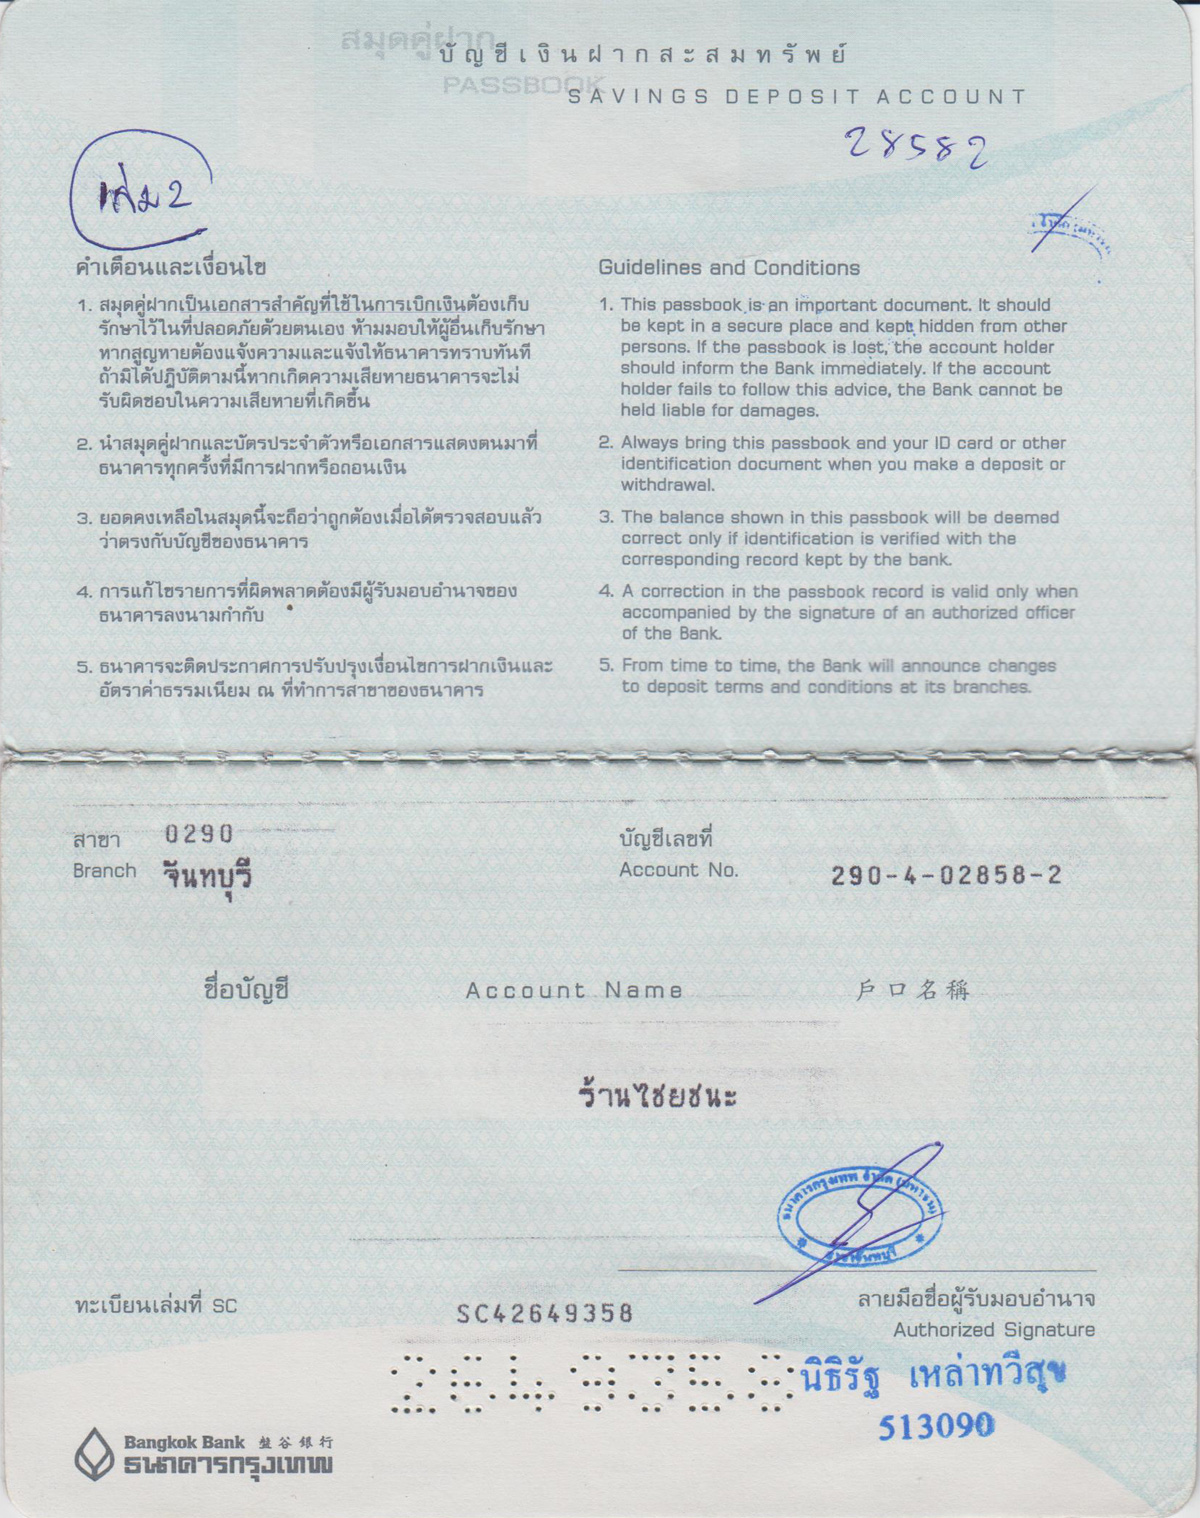 สมุดคู่ฝาก
PASSBOOK
บัญชีเงินฝากสะสมทรัพย์
SAVINGS DEPOSIT ACCOUNT
28582
เล่ม 2
คำเตือนและเงื่อนไข
1. สมุดคู่ฝากเป็นเอกสารสำคัญที่ใช้ในการเบิกเงินต้องเก็บ
รักษาไว้ในที่ปลอดภัยด้วยตนเอง ห้ามมอบให้ผู้อื่นเก็บรักษา
หากสูญหายต้องแจ้งความและแจ้งให้ธนาคารทราบทันที
ถ้ามิได้ปฏิบัติตามนี้หากเกิดความเสียหายธนาคารจะไม่
รับผิดชอบในความเสียหายที่เกิดขึ้น
2. นำสมุดคู่ฝากและบัตรประจำตัวหรือเอกสารแสดงตนมาที่
ธนาคารทุกครั้งที่มีการฝากหรือถอนเงิน
3. ยอดคงเหลือในสมุดนี้จะถือว่าถูกต้องเมื่อได้ตรวจสอบแล้ว
ว่าตรงกับบัญชีของธนาคาร
4. การแก้ไขรายการที่ผิดพลาดต้องมีผู้รับมอบอำนาจของ
ธนาคารลงนามกำกับ
5. ธนาคารจะติดประกาศการปรับปรุงเงื่อนไขการฝากเงินและ
อัตราค่าธรรมเนียม ณ ที่ทำการสาขาของธนาคาร
Guidelines and Conditions
1. This passbook is an important document. It should
be kept in a secure place and kept hidden from other
persons. If the passbook is lost, the account holder
should inform the Bank immediately. If the account
holder fails to follow this advice, the Bank cannot be
held liable for damages.
2. Always bring this passbook and your ID card or other
identification document when you make a deposit or
withdrawal.
3. The balance shown in this passbook will be deemed
correct only if identification is verified with the
corresponding record kept by the bank.
4. A correction in the passbook record is valid only when
accompanied by the signature of an authorized officer
of the Bank.
5. From time to time, the Bank will announce changes
to deposit terms and conditions at its branches.
สาขา 0290
Branch จันทบุรี
บัญชีเลขที่
Account No. 290-4-02858-2
ชื่อบัญชี Account Name 戶口名稱
ร้านไชยชนะ
ธนาคารกรุงเทพ จำกัด (มหาชน)
สาขาจันทบุรี
ทะเบียนเล่มที่ SC SC42649358
ลายมือชื่อผู้รับมอบอำนาจ
Authorized Signature
2649358
นิธิรัฐ เหล่าทวีสุข
513090
Bangkok Bank 盤谷銀行
ธนาคารกรุงเทพ